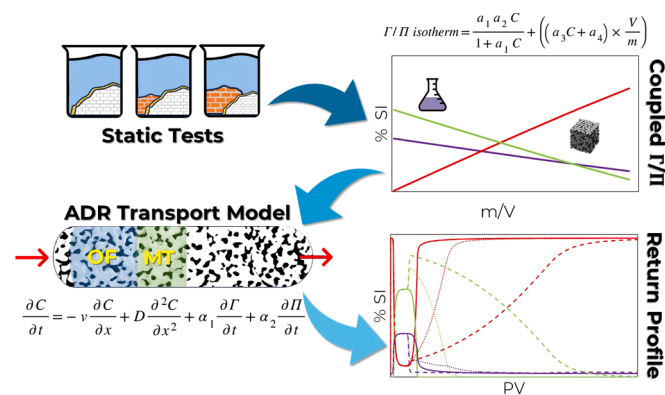 Γ/Π isotherm = a₁ a₂ C / 1 + a₁ C + ((a₃C + a₄) × V/m)
Static Tests
% SI
m/V
Coupled Γ/Π
ADR Transport Model
OF MT
∂C/∂t = − v ∂C/∂x + D ∂²C/∂x² + α₁ ∂Γ/∂t + α₂ ∂Π/∂t
% SI
PV
Return Profile